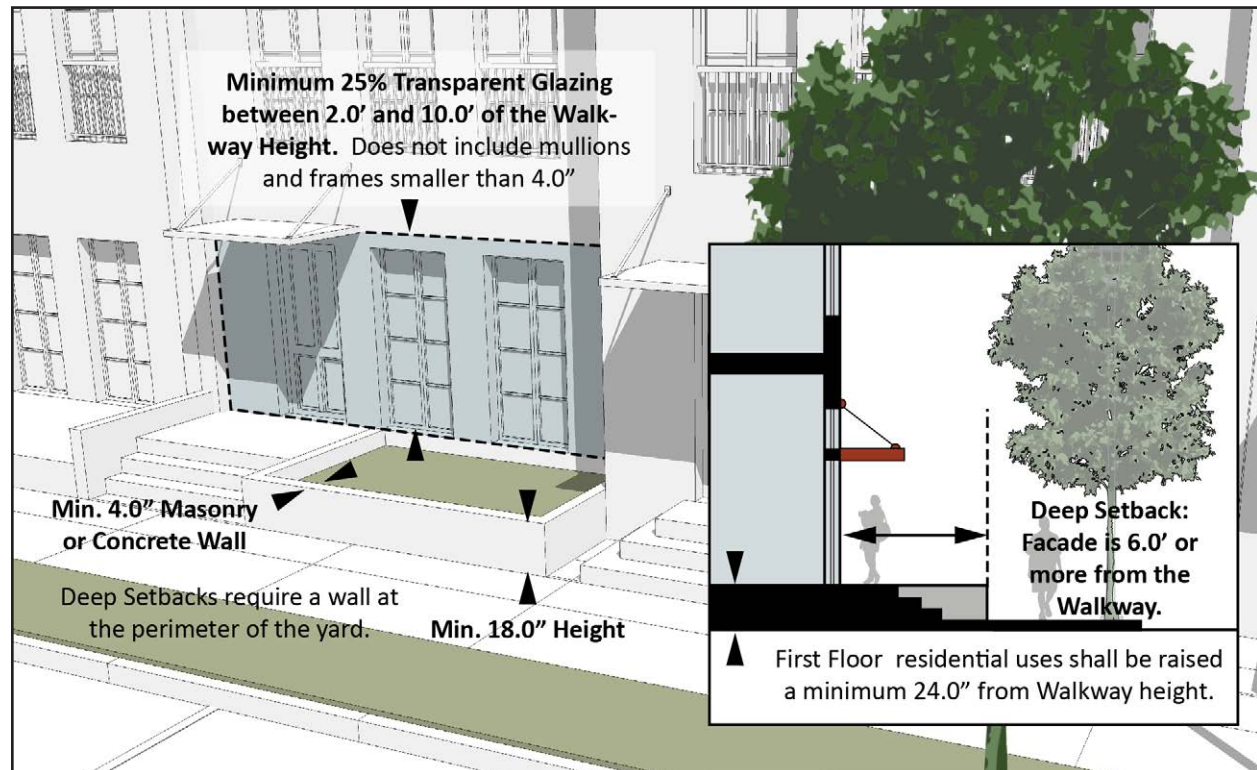 Minimum 25% Transparent Glazing
between 2.0’ and 10.0’ of the Walk-
way Height.  Does not include mullions
and frames smaller than 4.0”
Min. 4.0” Masonry
or Concrete Wall
Deep Setbacks require a wall at
the perimeter of the yard.
Min. 18.0” Height
Deep Setback:
Facade is 6.0’ or
more from the
Walkway.
First Floor  residential uses shall be raised
a minimum 24.0” from Walkway height.